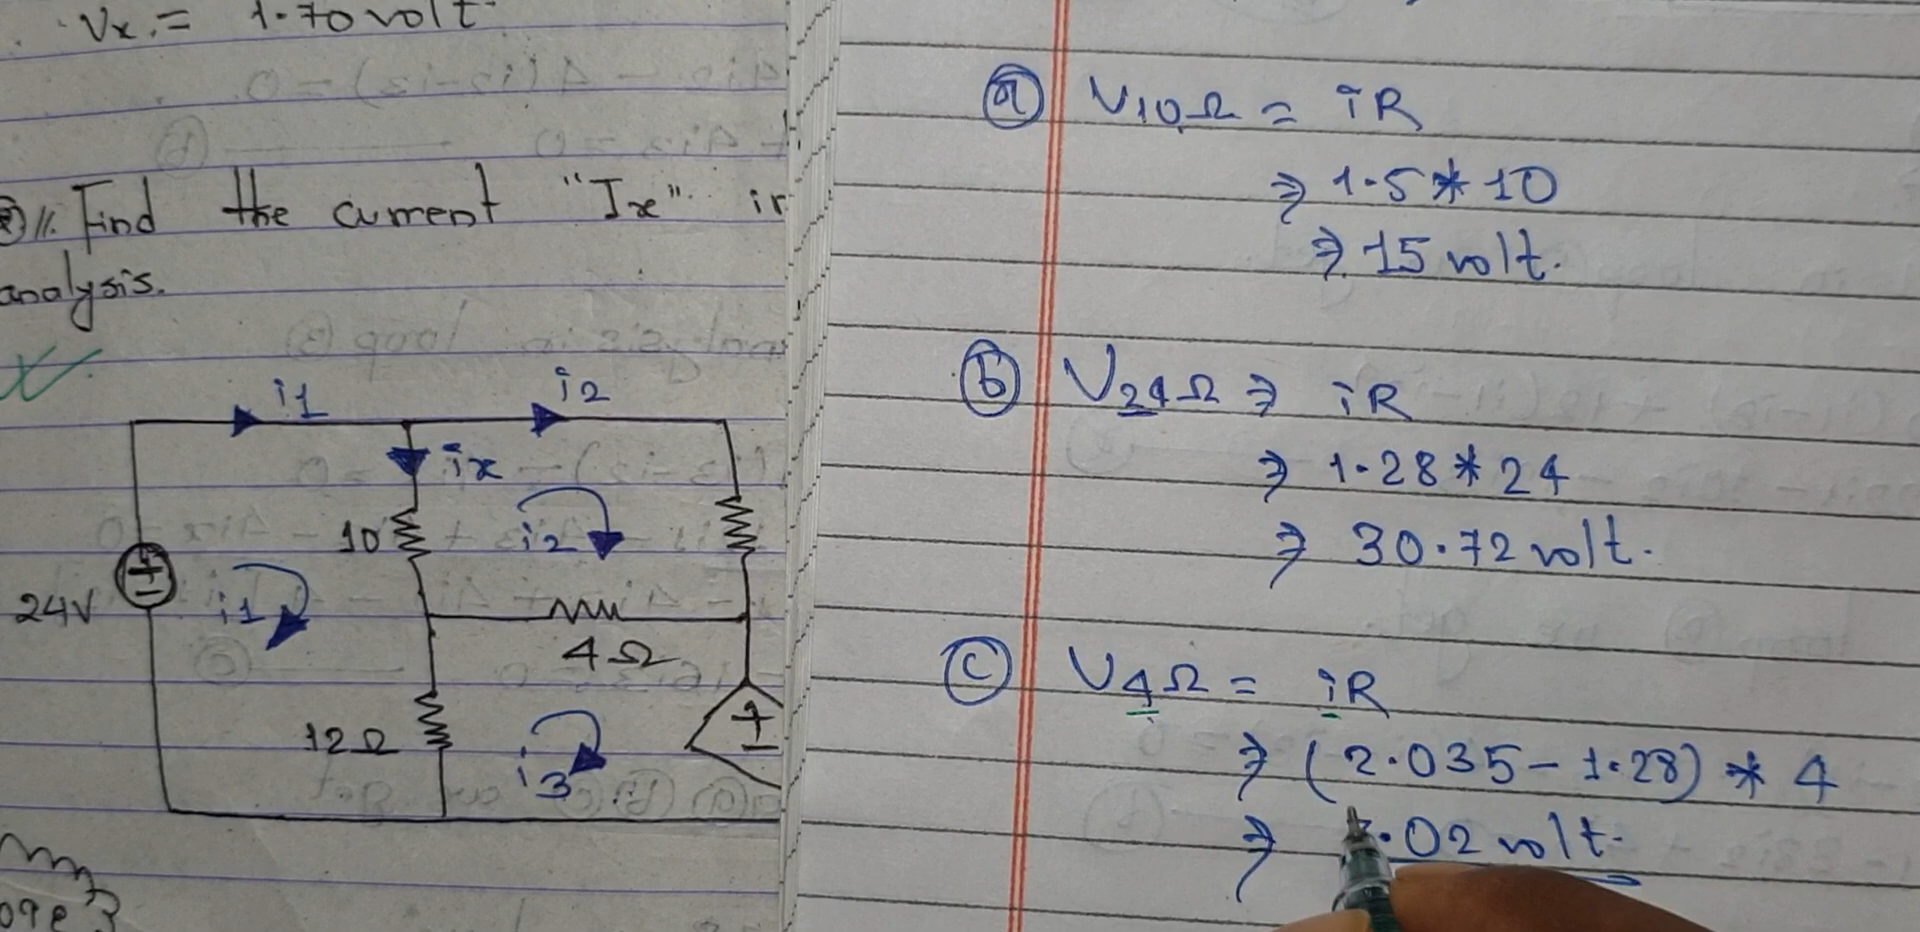 Vx = 1.70 volt.
Find the current "Ix" in
analysis.
i1
i2
ix
10
i2
24V
i1
4Ω
12Ω
i3
+
-
(a) V10Ω = iR
⇒ 1.5 * 10
⇒ 15 volt.
(b) V24Ω ⇒ iR
⇒ 1.28 * 24
⇒ 30.72 volt.
(c) V4Ω = iR
⇒ (2.035 - 1.28) * 4
⇒ .02 volt.